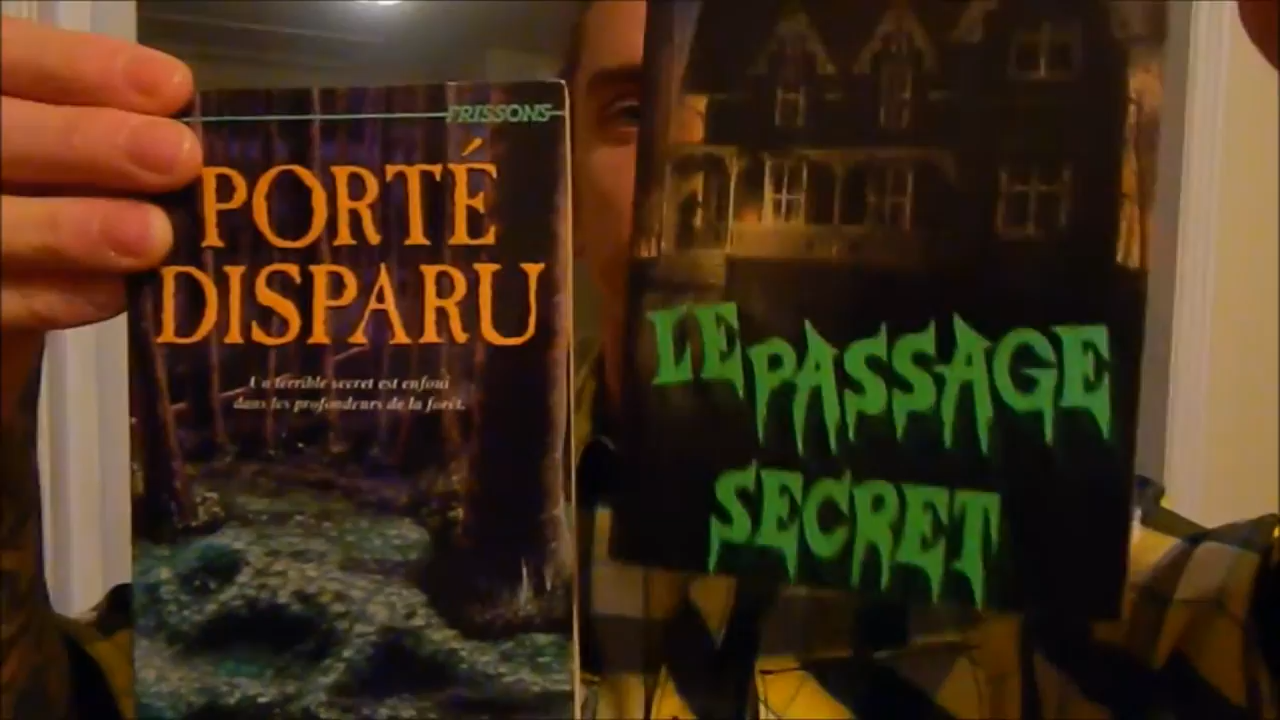 FRISSONS
PORTÉ
DISPARU
Un terrible secret est enfoui
dans les profondeurs de la forêt.
LE PASSAGE
SECRET